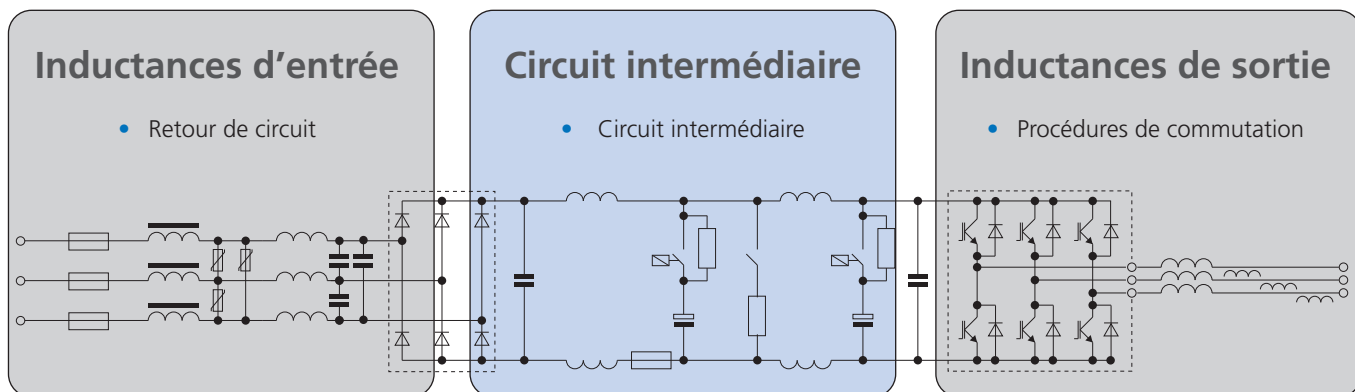 Inductances d’entrée
• Retour de circuit
Circuit intermédiaire
• Circuit intermédiaire
Inductances de sortie
• Procédures de commutation